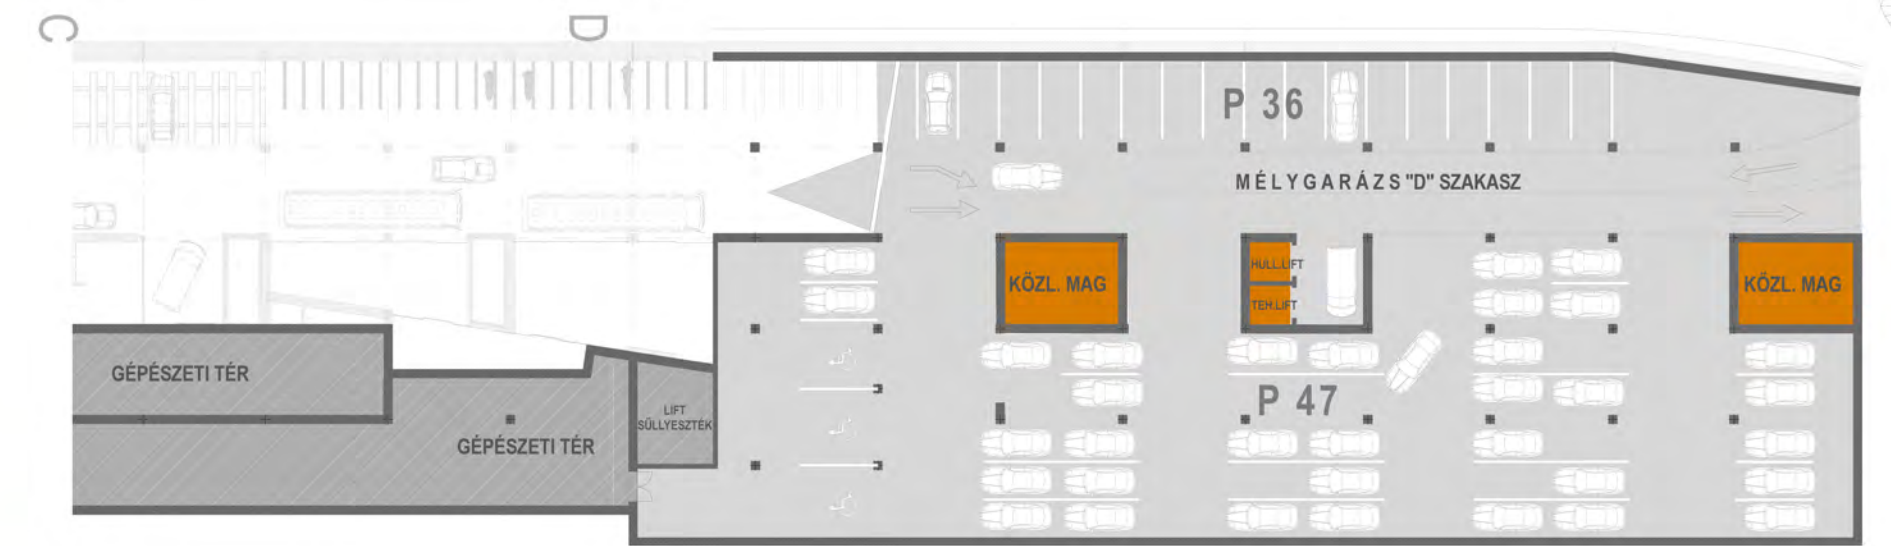 C
D
P 36
MÉLYGARÁZS "D" SZAKASZ
KÖZL. MAG
HULL.LIFT
TEH.LIFT
KÖZL. MAG
GÉPÉSZETI TÉR
LIFT
SÜLLYESZTÉK
P 47
GÉPÉSZETI TÉR